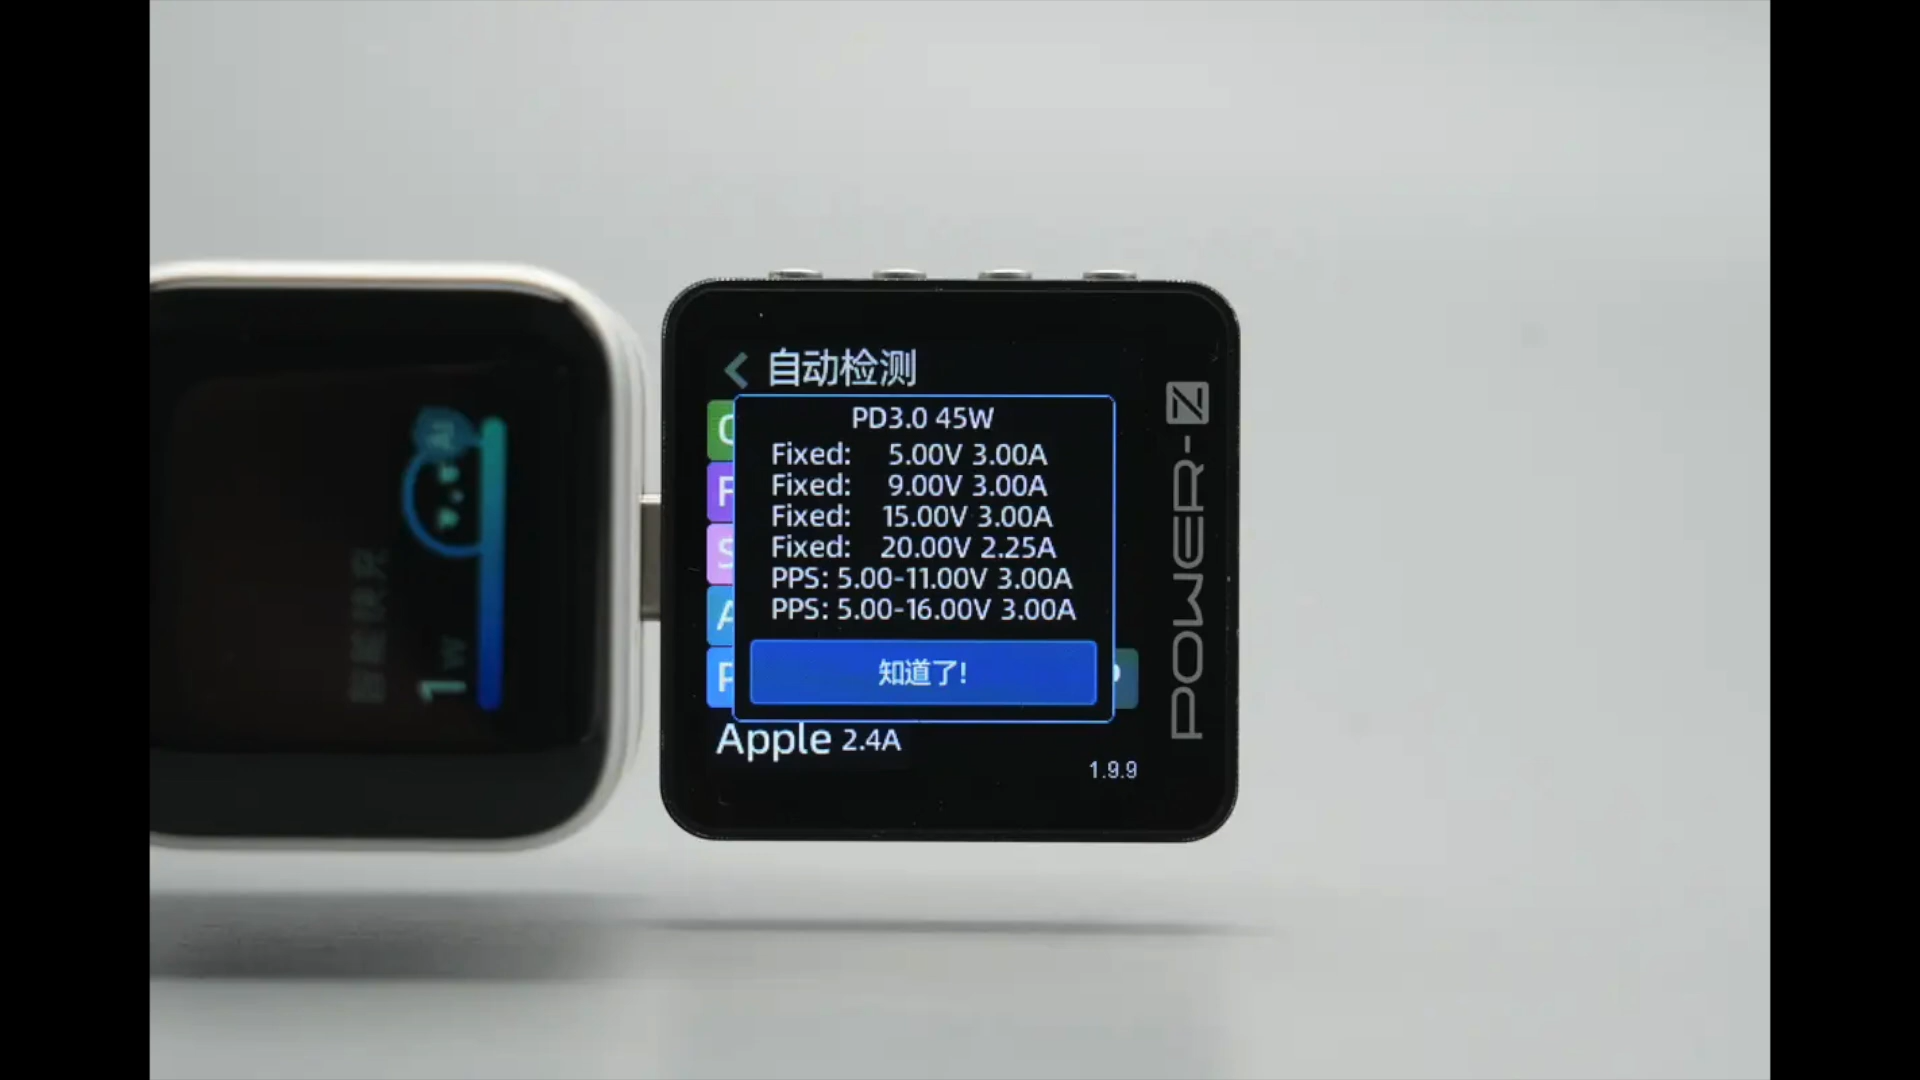 自动检测
PD3.0 45W
Fixed: 5.00V 3.00A
Fixed: 9.00V 3.00A
Fixed: 15.00V 3.00A
Fixed: 20.00V 2.25A
PPS: 5.00-11.00V 3.00A
PPS: 5.00-16.00V 3.00A
知道了!
Apple 2.4A
1.9.9
POWER-Z
1 W